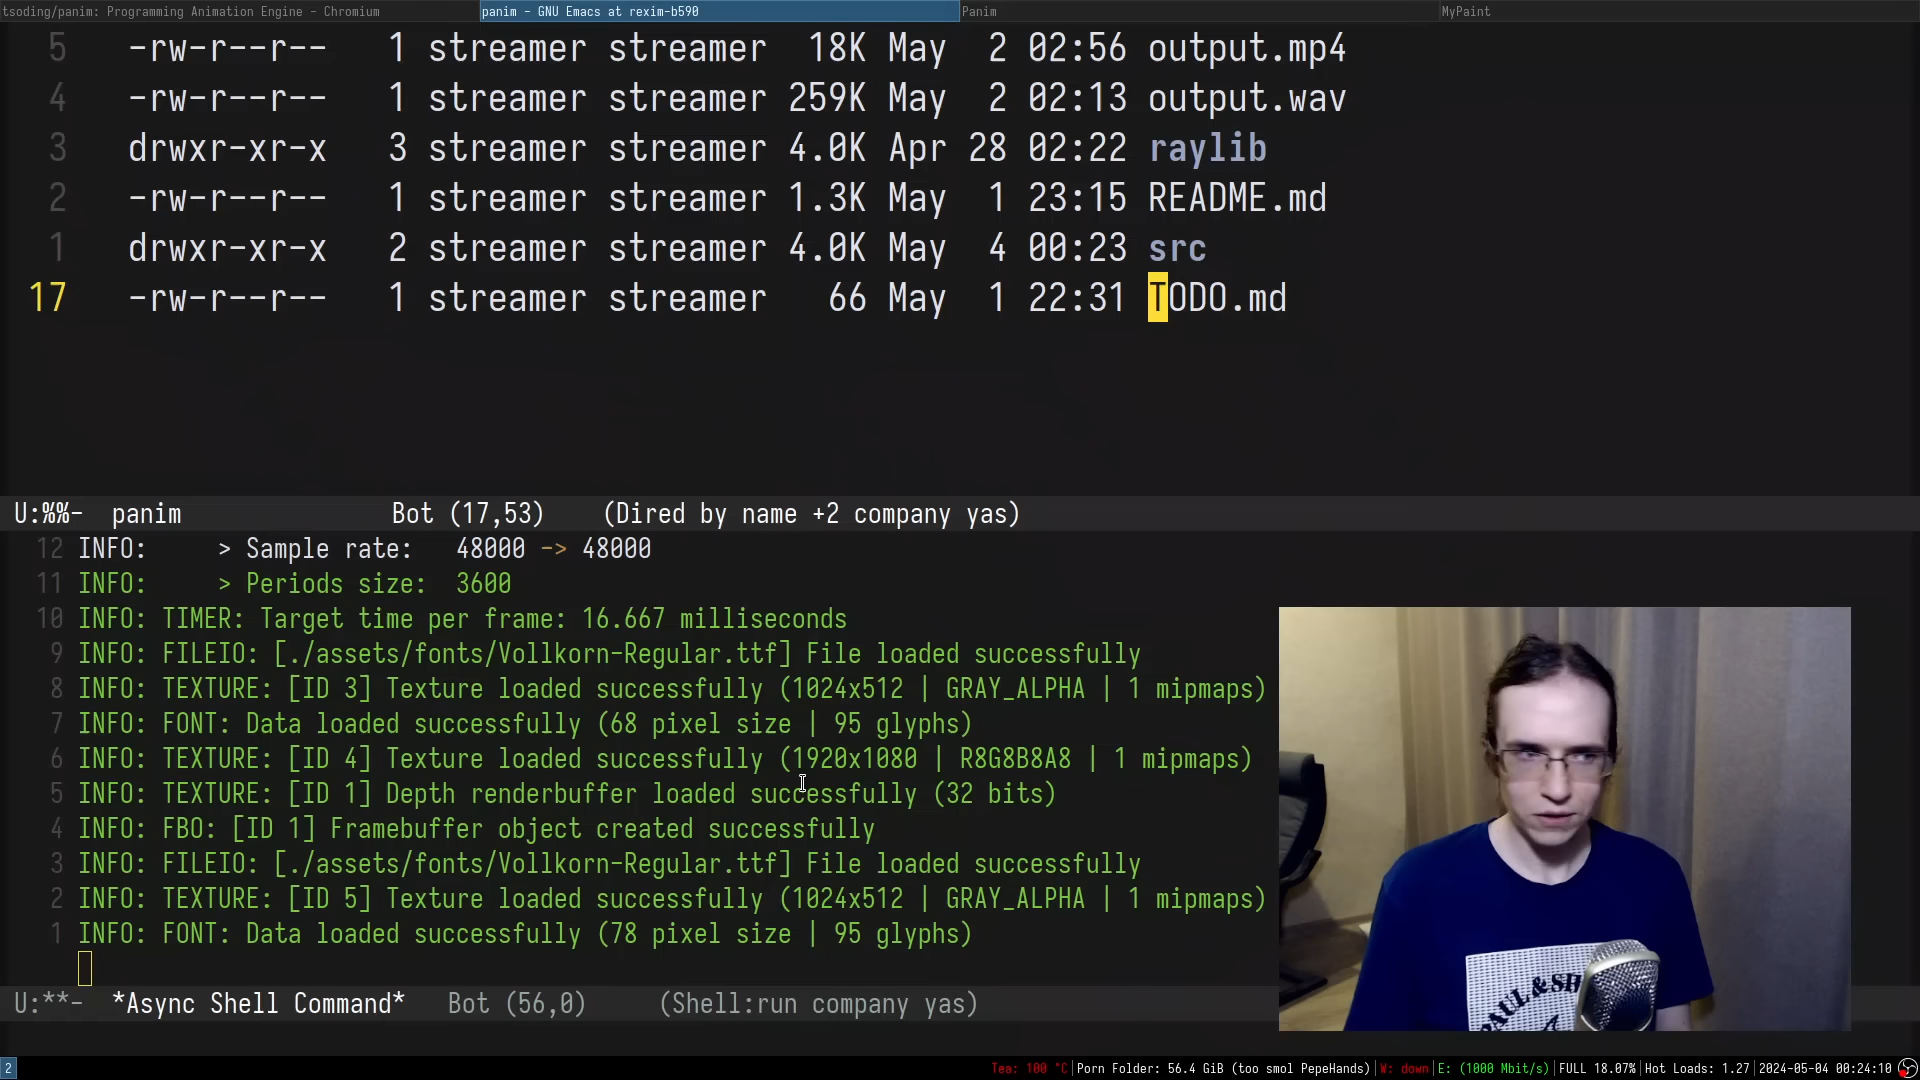 tsoding/panim: Programming Animation Engine - Chromium
panim - GNU Emacs at rexim-b590
Panim
MyPaint
5 -rw-r--r-- 1 streamer streamer 18K May 2 02:56 output.mp4
4 -rw-r--r-- 1 streamer streamer 259K May 2 02:13 output.wav
3 drwxr-xr-x 3 streamer streamer 4.0K Apr 28 02:22 raylib
2 -rw-r--r-- 1 streamer streamer 1.3K May 1 23:15 README.md
1 drwxr-xr-x 2 streamer streamer 4.0K May 4 00:23 src
17 -rw-r--r-- 1 streamer streamer 66 May 1 22:31 TODO.md
U:%%- panim Bot (17,53) (Dired by name +2 company yas)
12 INFO: > Sample rate: 48000 -> 48000
11 INFO: > Periods size: 3600
10 INFO: TIMER: Target time per frame: 16.667 milliseconds
9 INFO: FILEIO: [./assets/fonts/Vollkorn-Regular.ttf] File loaded successfully
8 INFO: TEXTURE: [ID 3] Texture loaded successfully (1024x512 | GRAY_ALPHA | 1 mipmaps)
7 INFO: FONT: Data loaded successfully (68 pixel size | 95 glyphs)
6 INFO: TEXTURE: [ID 4] Texture loaded successfully (1920x1080 | R8G8B8A8 | 1 mipmaps)
5 INFO: TEXTURE: [ID 1] Depth renderbuffer loaded successfully (32 bits)
4 INFO: FBO: [ID 1] Framebuffer object created successfully
3 INFO: FILEIO: [./assets/fonts/Vollkorn-Regular.ttf] File loaded successfully
2 INFO: TEXTURE: [ID 5] Texture loaded successfully (1024x512 | GRAY_ALPHA | 1 mipmaps)
1 INFO: FONT: Data loaded successfully (78 pixel size | 95 glyphs)
U:**- *Async Shell Command* Bot (56,0) (Shell:run company yas)
2
Tea: 100 °C|Porn Folder: 56.4 GiB (too smol PepeHands)|W: down|E: (1000 Mbit/s)|FULL 18.07%|Hot Loads: 1.27|2024-05-04 00:24:10